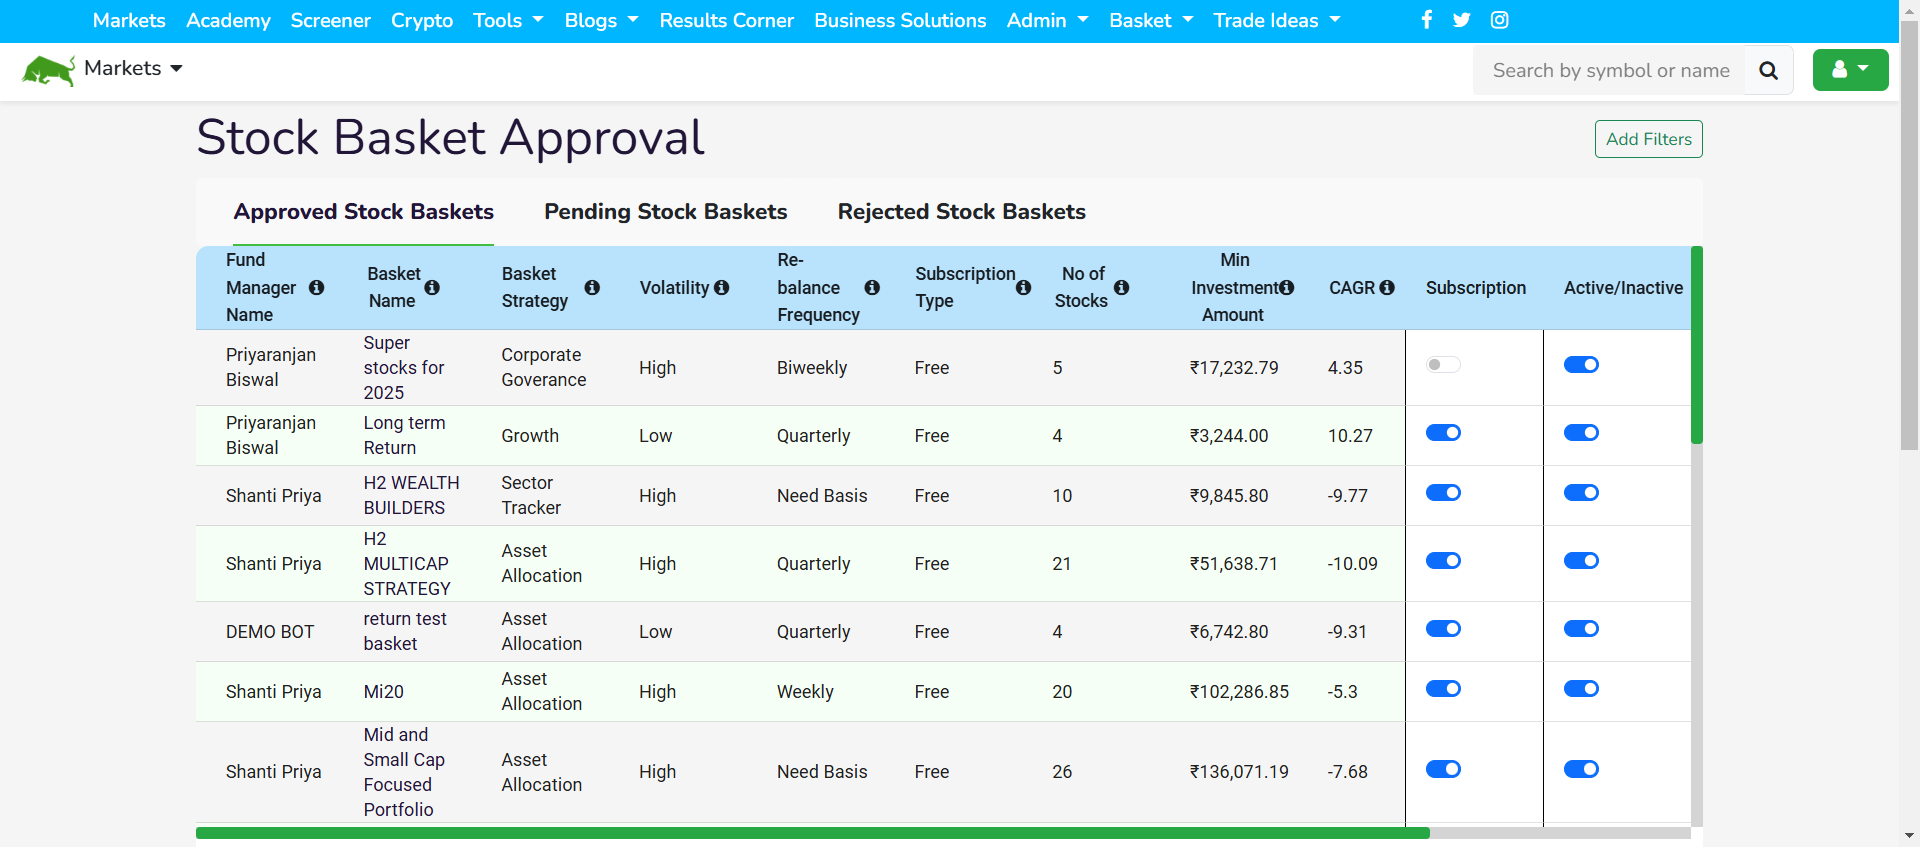 Markets Academy Screener Crypto Tools Blogs Results Corner Business Solutions Admin Basket Trade Ideas
Markets
Search by symbol or name
Stock Basket Approval
Add Filters
Approved Stock Baskets Pending Stock Baskets Rejected Stock Baskets
Fund Manager Name Basket Name Basket Strategy Volatility Re-balance Frequency Subscription Type No of Stocks Min Investment Amount CAGR Subscription Active/Inactive
Priyaranjan Biswal Super stocks for 2025 Corporate Goverance High Biweekly Free 5 ₹17,232.79 4.35
Priyaranjan Biswal Long term Return Growth Low Quarterly Free 4 ₹3,244.00 10.27
Shanti Priya H2 WEALTH BUILDERS Sector Tracker High Need Basis Free 10 ₹9,845.80 -9.77
Shanti Priya H2 MULTICAP STRATEGY Asset Allocation High Quarterly Free 21 ₹51,638.71 -10.09
DEMO BOT return test basket Asset Allocation Low Quarterly Free 4 ₹6,742.80 -9.31
Shanti Priya Mi20 Asset Allocation High Weekly Free 20 ₹102,286.85 -5.3
Shanti Priya Mid and Small Cap Focused Portfolio Asset Allocation High Need Basis Free 26 ₹136,071.19 -7.68